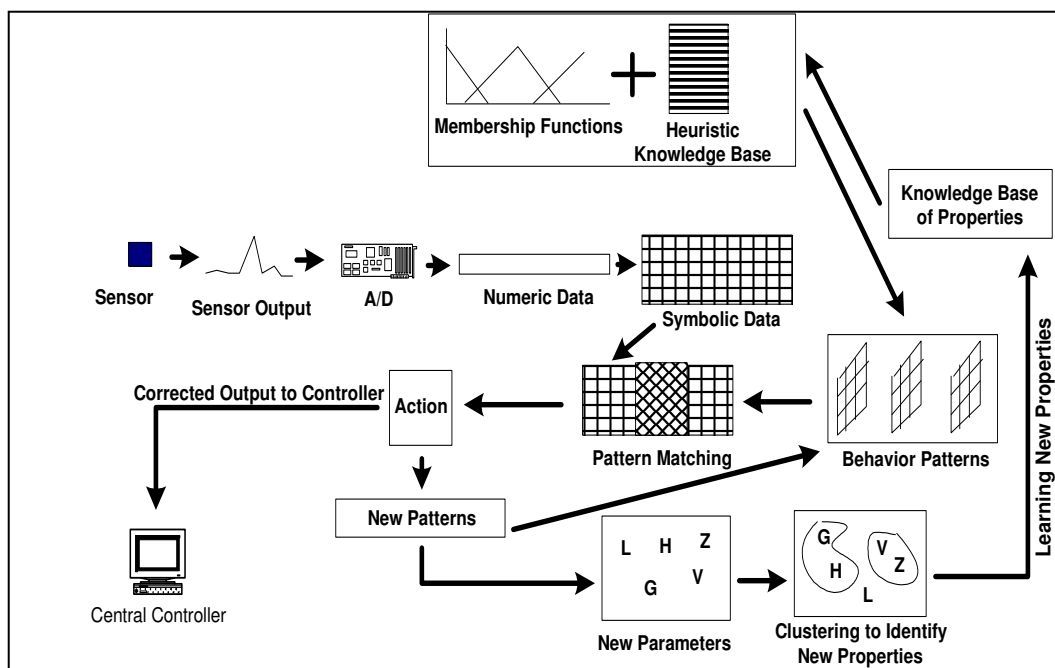 Membership Functions
Heuristic
Knowledge Base
Knowledge Base
of Properties
Sensor
Sensor Output
A/D
Numeric Data
Symbolic Data
Corrected Output to Controller
Action
Pattern Matching
Behavior Patterns
Learning New Properties
New Patterns
Central Controller
L H Z
G V
New Parameters
G
H
V
Z
L
Clustering to Identify
New Properties